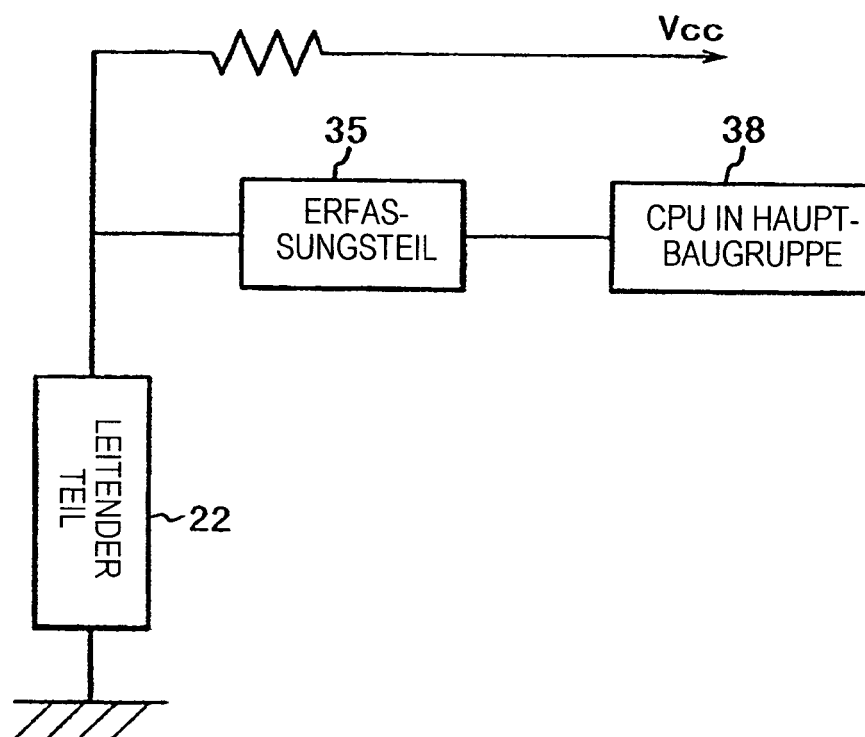 Vcc
35
ERFAS-
SUNGSTEIL
38
CPU IN HAUPT-
BAUGRUPPE
LEITENDER
TEIL
22